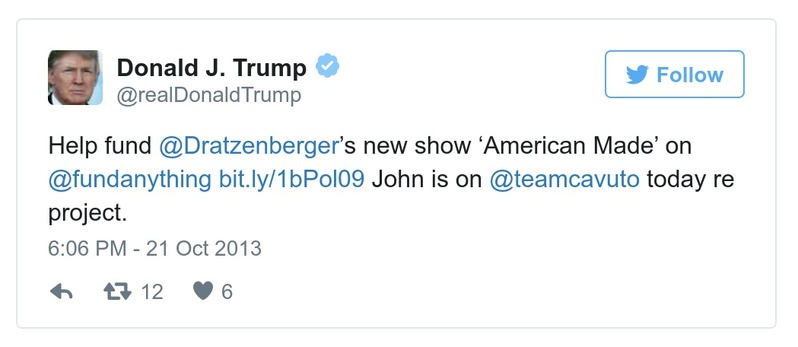 Donald J. Trump
@realDonaldTrump
Follow
Help fund @Dratzenberger's new show ‘American Made’ on
@fundanything bit.ly/1bPol09 John is on @teamcavuto today re
project.
6:06 PM - 21 Oct 2013
12 6